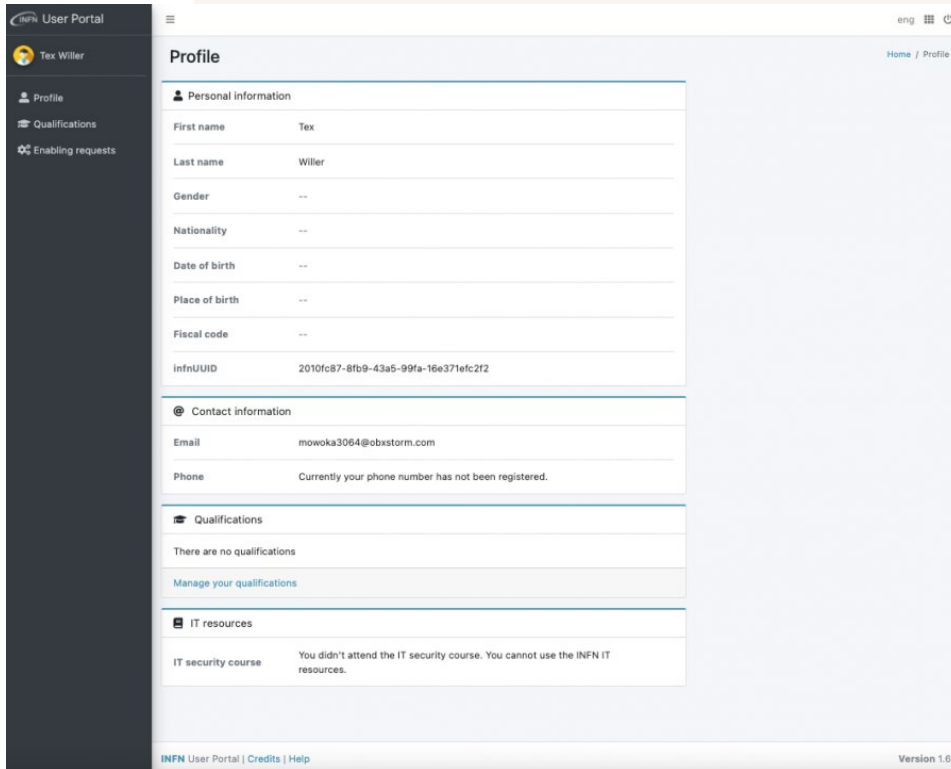 INFN User Portal
eng
Tex Willer
Profile
Home / Profile
Profile
Qualifications
Enabling requests
Personal information
First name Tex
Last name Willer
Gender --
Nationality --
Date of birth --
Place of birth --
Fiscal code --
infnUUID 2010fc87-8fb9-43a5-99fa-16e371efc2f2
@ Contact information
Email mowoka3064@obxstorm.com
Phone Currently your phone number has not been registered.
Qualifications
There are no qualifications
Manage your qualifications
IT resources
IT security course You didn't attend the IT security course. You cannot use the INFN IT
resources.
INFN User Portal | Credits | Help
Version 1.6